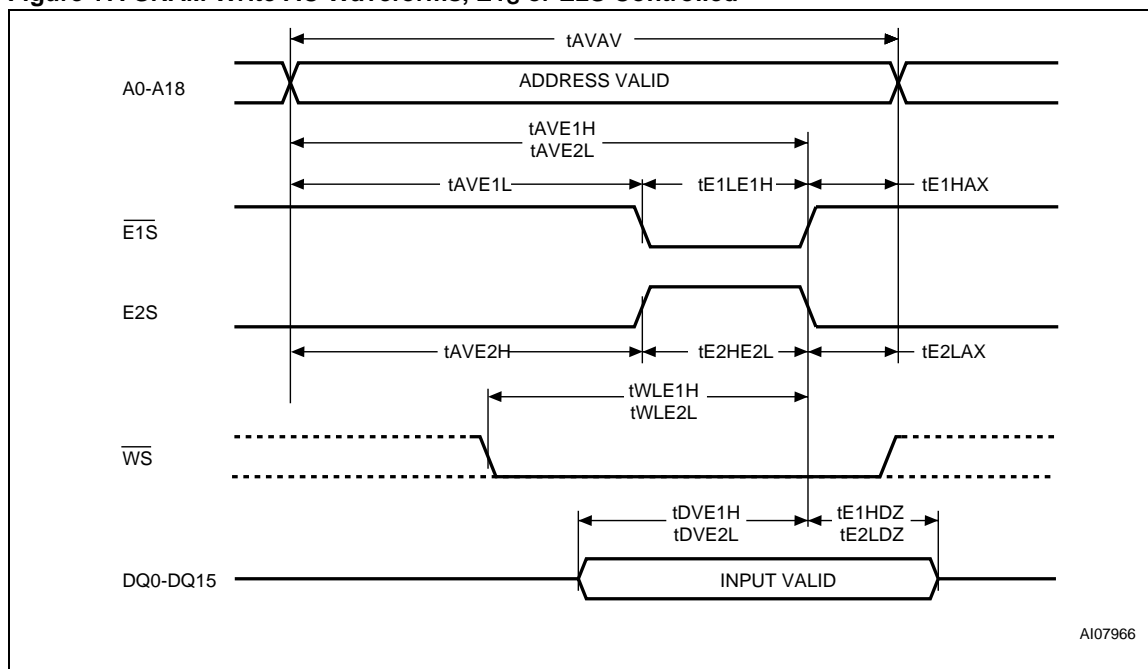 tAVAV
A0-A18
ADDRESS VALID
tAVE1H
tAVE2L
tAVE1L
tE1LE1H
tE1HAX
E1S
E2S
tAVE2H
tE2HE2L
tE2LAX
tWLE1H
tWLE2L
WS
tDVE1H
tDVE2L
tE1HDZ
tE2LDZ
DQ0-DQ15
INPUT VALID
AI07966